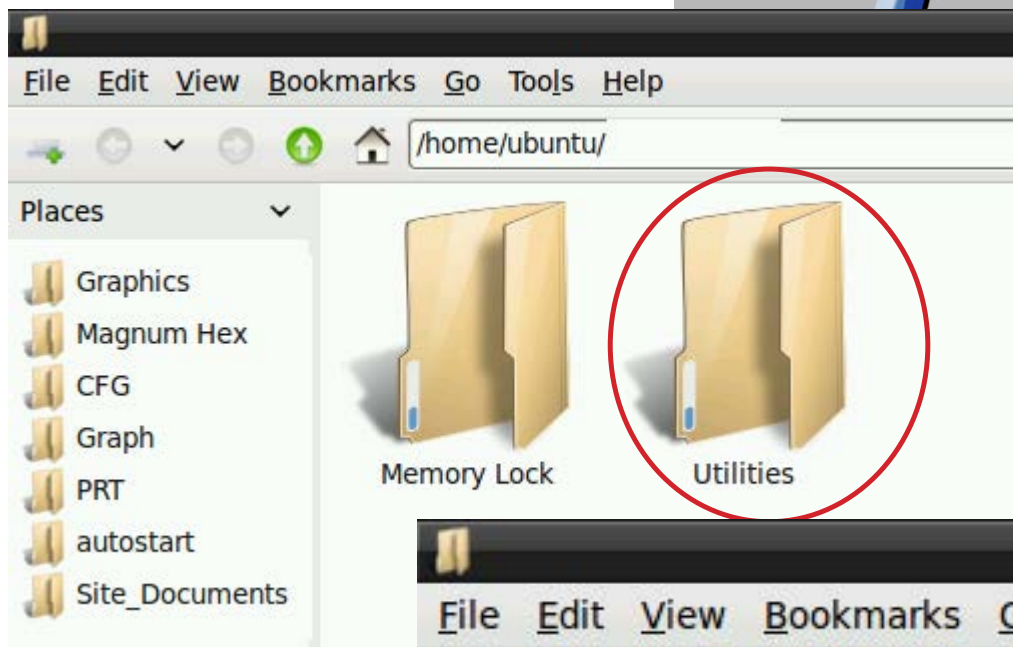 File Edit View Bookmarks Go Tools Help
/home/ubuntu/
Places
Graphics
Magnum Hex
CFG
Graph
PRT
autostart
Site_Documents
Memory Lock
Utilities
File Edit View Bookmarks